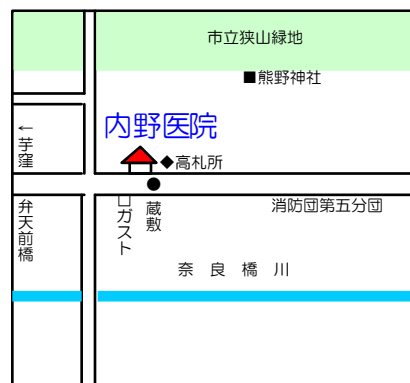 市立狭山緑地
■熊野神社
内野医院
←芋窪
◆高札所
●
蔵敷
□ガスト
消防団第五分団
弁天前橋
奈良橋川